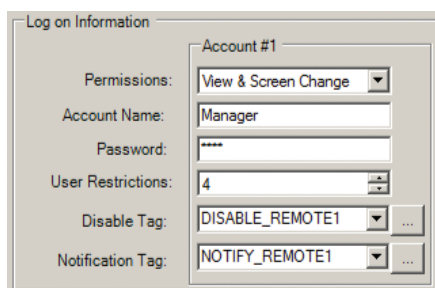 Log on Information
Account #1
Permissions: View & Screen Change
Account Name: Manager
Password: ****
User Restrictions: 4
Disable Tag: DISABLE_REMOTE1 ...
Notification Tag: NOTIFY_REMOTE1 ...